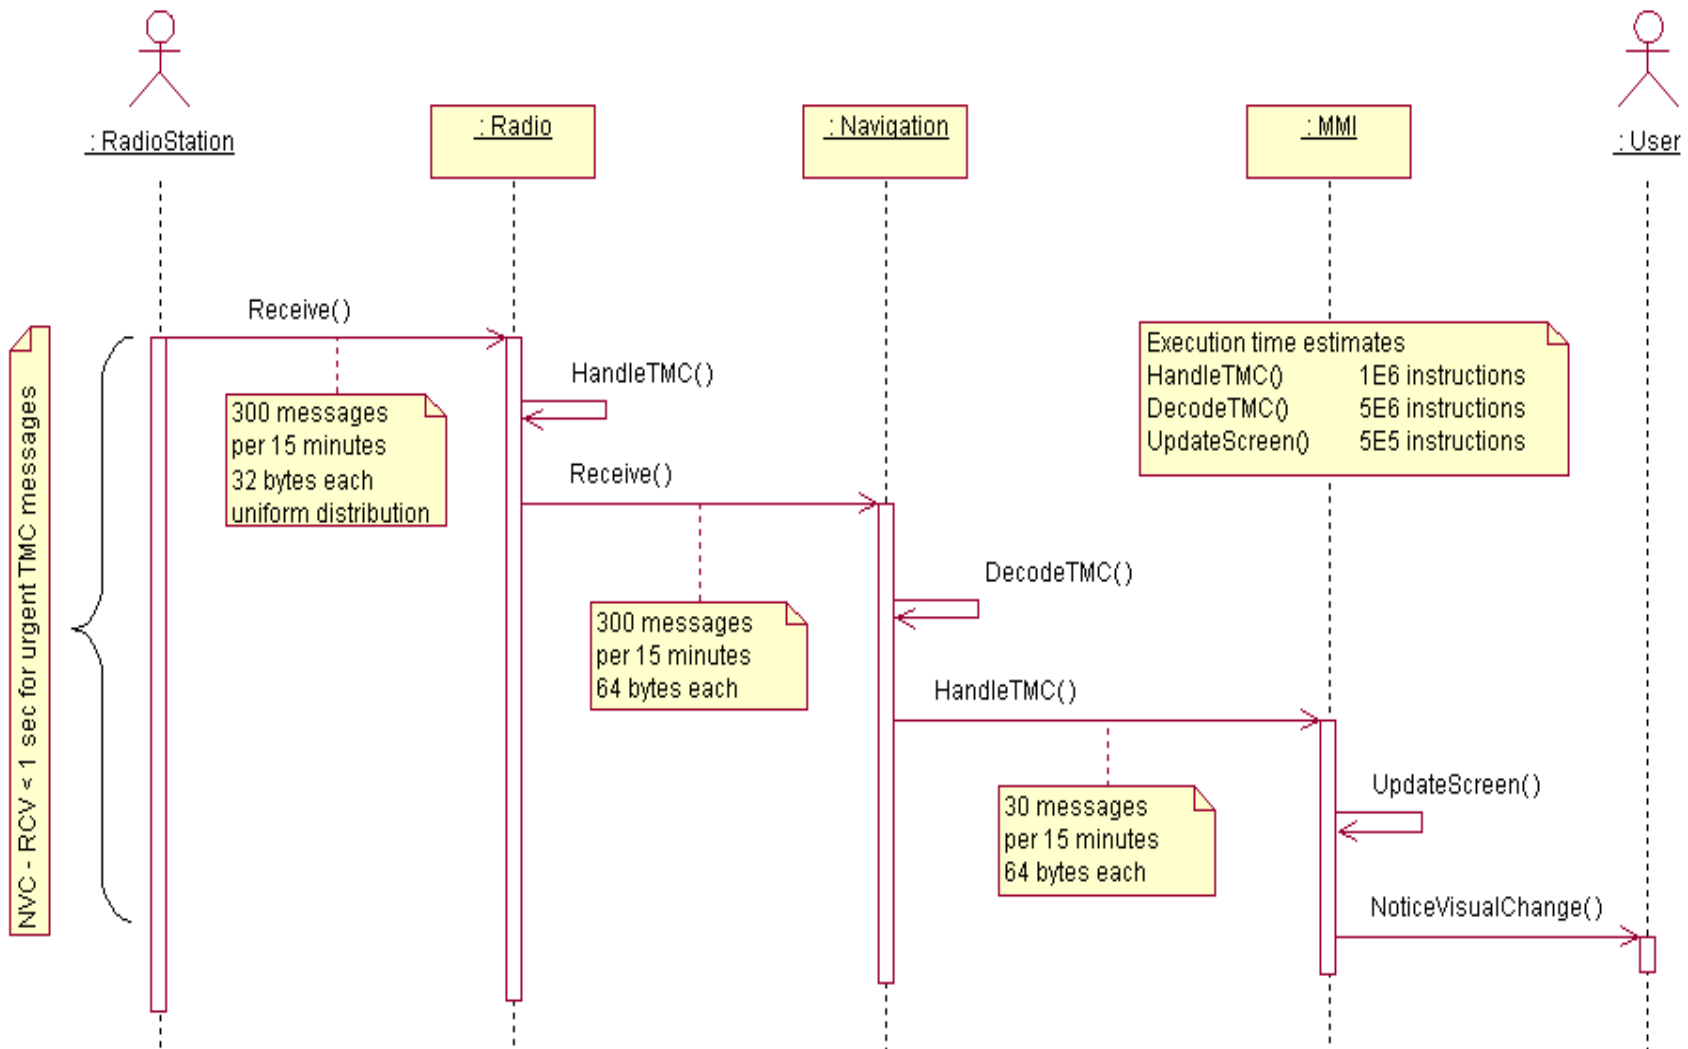 : RadioStation
: Radio
: Navigation
: MMI
: User
NVC - RCV < 1 sec for urgent TMC messages
Receive()
300 messages
per 15 minutes
32 bytes each
uniform distribution
HandleTMC()
Receive()
300 messages
per 15 minutes
64 bytes each
DecodeTMC()
HandleTMC()
30 messages
per 15 minutes
64 bytes each
Execution time estimates
HandleTMC() 1E6 instructions
DecodeTMC() 5E6 instructions
UpdateScreen() 5E5 instructions
UpdateScreen()
NoticeVisualChange()